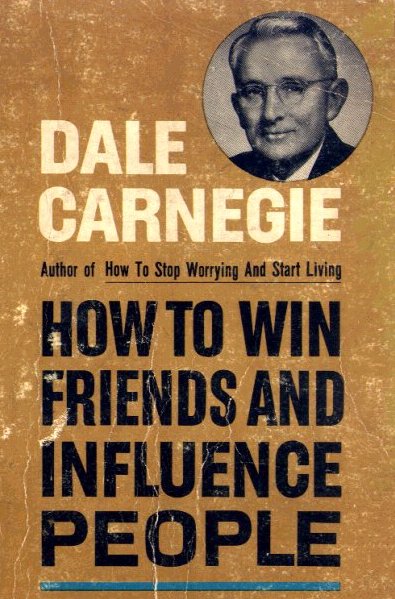 DALE
CARNEGIE
Author of How To Stop Worrying And Start Living
HOW TO WIN
FRIENDS AND
INFLUENCE
PEOPLE